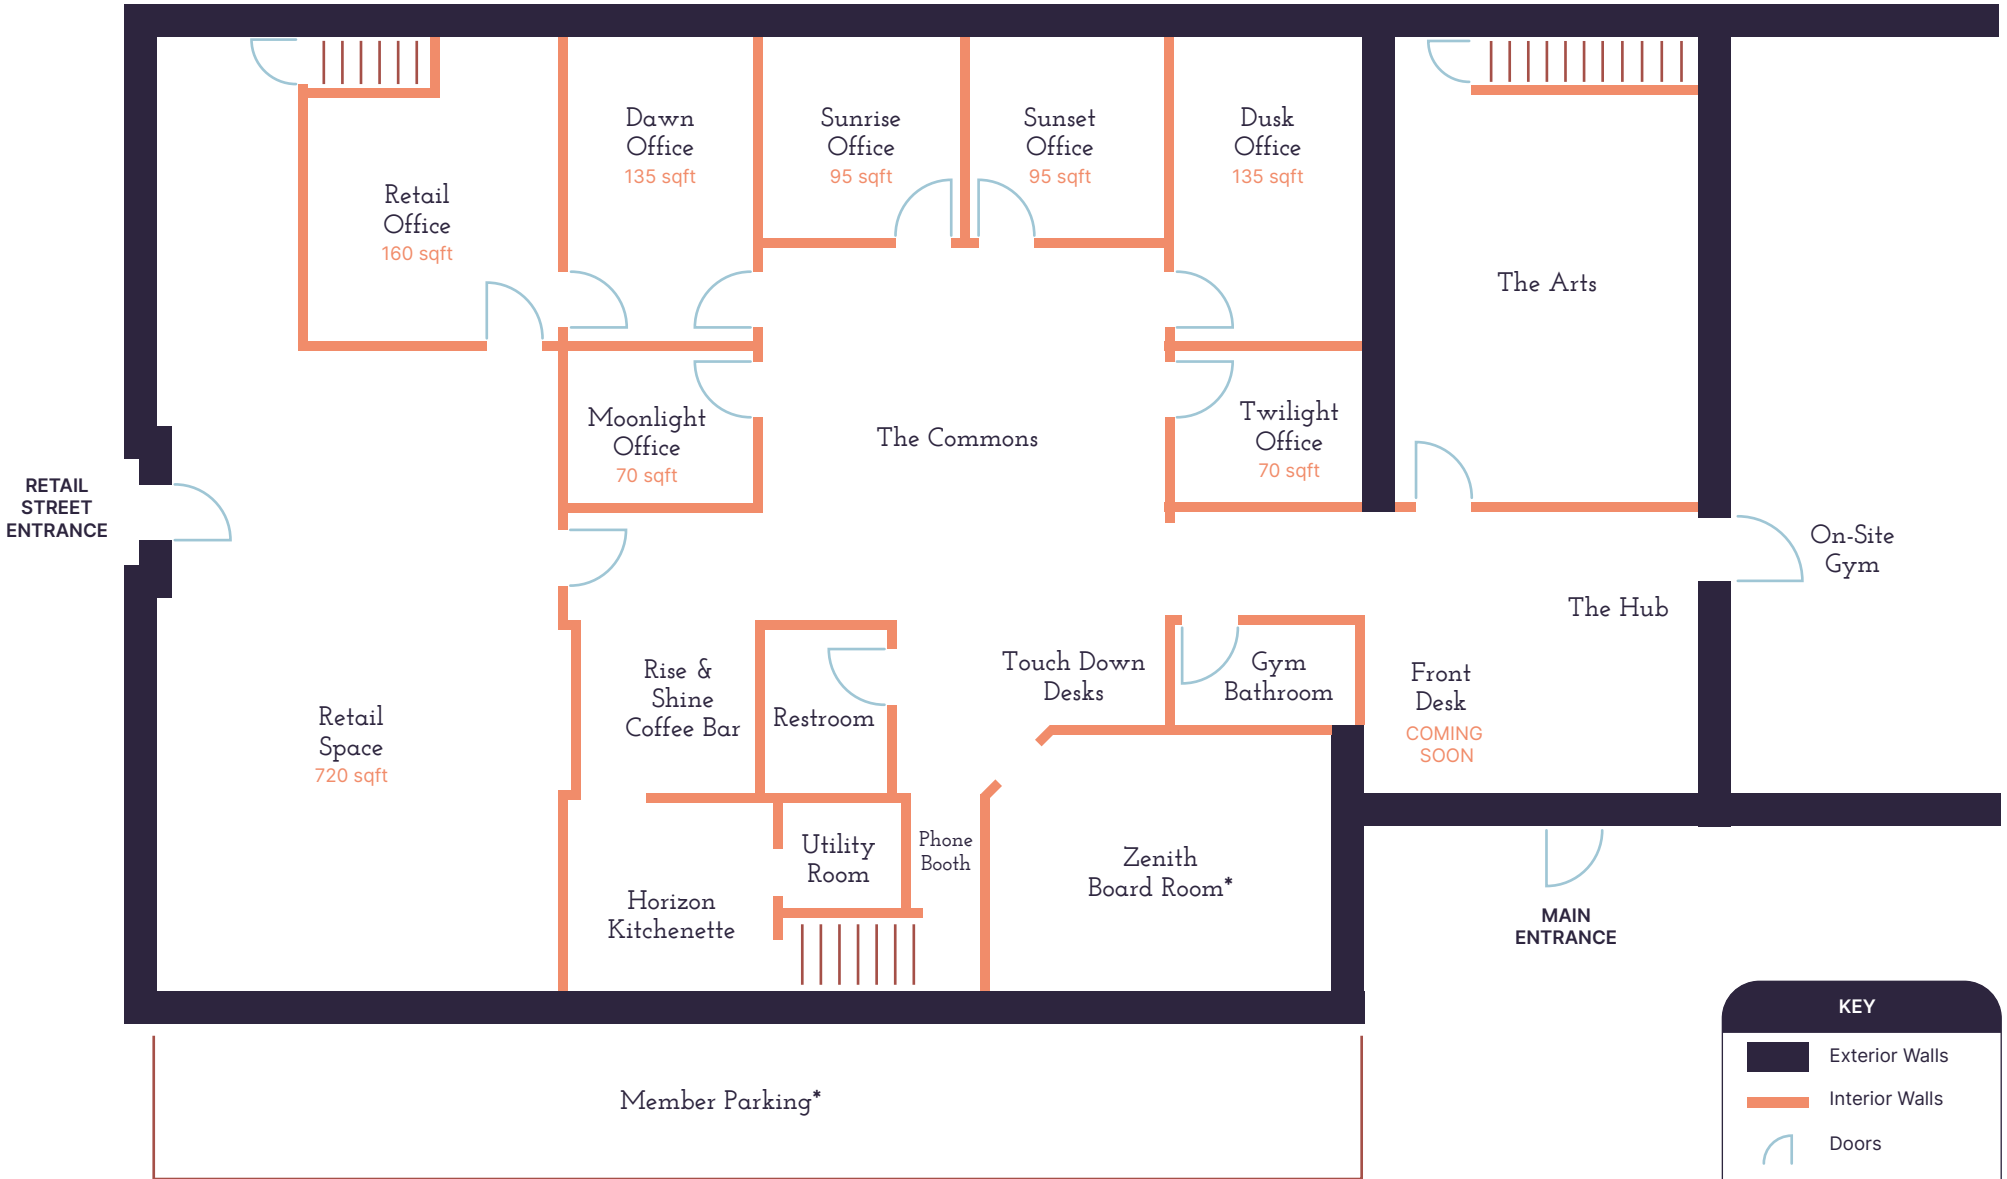 Dawn
Office
135 sqft
Sunrise
Office
95 sqft
Sunset
Office
95 sqft
Dusk
Office
135 sqft
Retail
Office
160 sqft
The Arts
Moonlight
Office
70 sqft
The Commons
Twilight
Office
70 sqft
RETAIL
STREET
ENTRANCE
On-Site
Gym
The Hub
Rise &
Shine
Coffee Bar
Restroom
Touch Down
Desks
Gym
Bathroom
Front
Desk
COMING
SOON
Retail
Space
720 sqft
Utility
Room
Phone
Booth
Zenith
Board Room*
Horizon
Kitchenette
MAIN
ENTRANCE
Member Parking*
KEY
Exterior Walls
Interior Walls
Doors